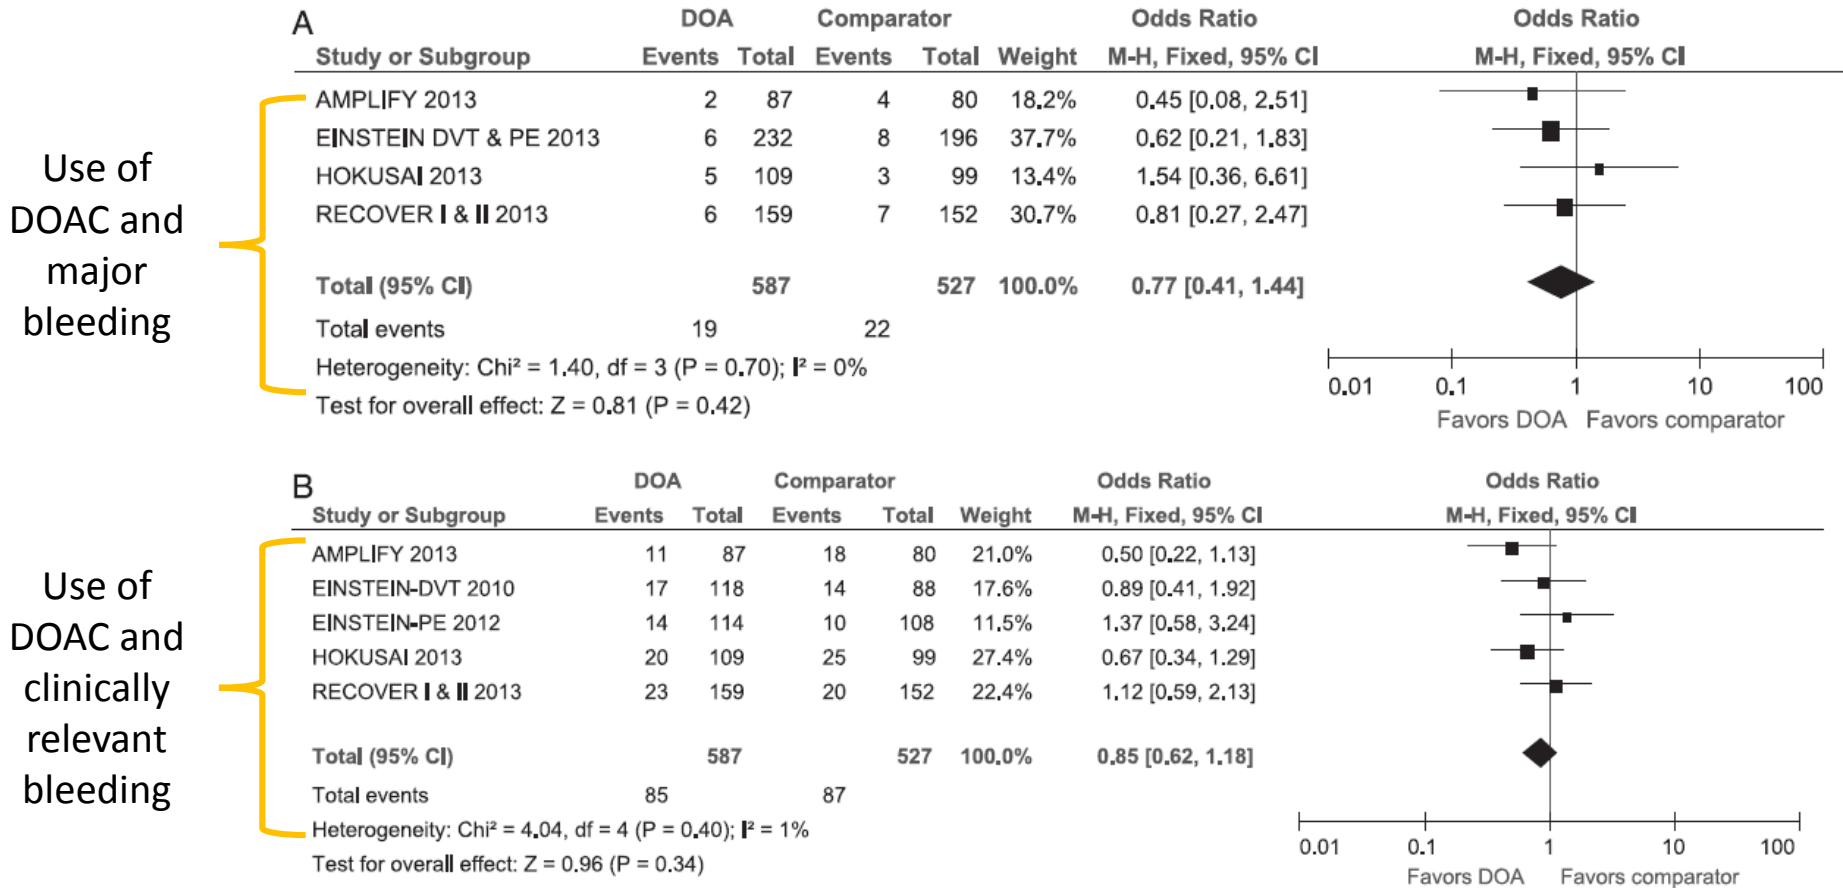 Use of
DOAC and
major
bleeding
A
DOA Comparator Odds Ratio Odds Ratio
Study or Subgroup Events Total Events Total Weight M-H, Fixed, 95% CI M-H, Fixed, 95% CI
AMPLIFY 2013 2 87 4 80 18.2% 0.45 [0.08, 2.51]
EINSTEIN DVT & PE 2013 6 232 8 196 37.7% 0.62 [0.21, 1.83]
HOKUSAI 2013 5 109 3 99 13.4% 1.54 [0.36, 6.61]
RECOVER I & II 2013 6 159 7 152 30.7% 0.81 [0.27, 2.47]
Total (95% CI) 587 527 100.0% 0.77 [0.41, 1.44]
Total events 19 22
Heterogeneity: Chi² = 1.40, df = 3 (P = 0.70); I² = 0%
Test for overall effect: Z = 0.81 (P = 0.42)
0.01 0.1 1 10 100
Favors DOA Favors comparator
Use of
DOAC and
clinically
relevant
bleeding
B
DOA Comparator Odds Ratio Odds Ratio
Study or Subgroup Events Total Events Total Weight M-H, Fixed, 95% CI M-H, Fixed, 95% CI
AMPLIFY 2013 11 87 18 80 21.0% 0.50 [0.22, 1.13]
EINSTEIN-DVT 2010 17 118 14 88 17.6% 0.89 [0.41, 1.92]
EINSTEIN-PE 2012 14 114 10 108 11.5% 1.37 [0.58, 3.24]
HOKUSAI 2013 20 109 25 99 27.4% 0.67 [0.34, 1.29]
RECOVER I & II 2013 23 159 20 152 22.4% 1.12 [0.59, 2.13]
Total (95% CI) 587 527 100.0% 0.85 [0.62, 1.18]
Total events 85 87
Heterogeneity: Chi² = 4.04, df = 4 (P = 0.40); I² = 1%
Test for overall effect: Z = 0.96 (P = 0.34)
0.01 0.1 1 10 100
Favors DOA Favors comparator